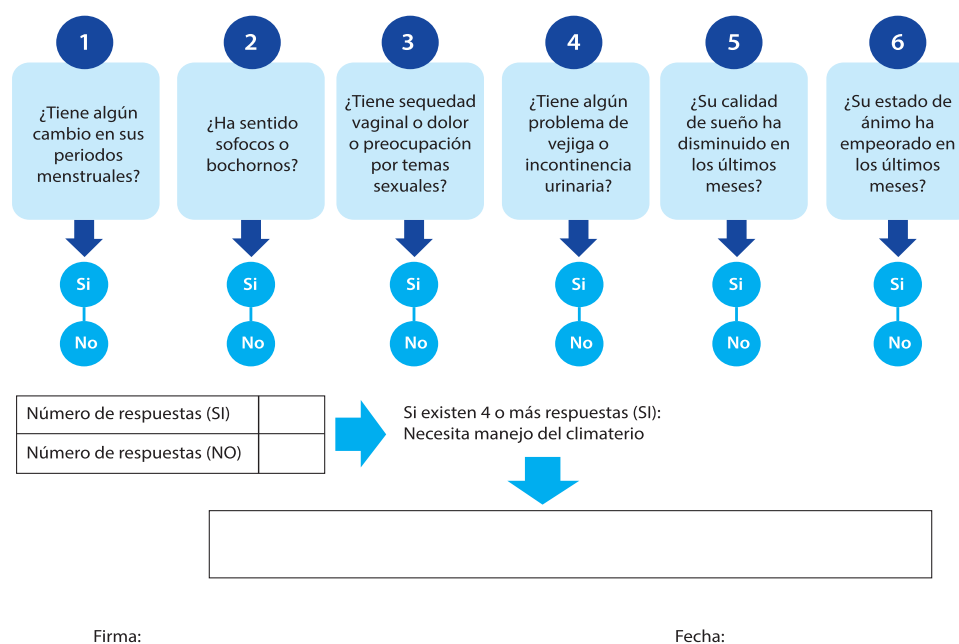 1
¿Tiene algún
cambio en sus
periodos
menstruales?
Si
No
2
¿Ha sentido
sofocos o
bochornos?
Si
No
3
¿Tiene sequedad
vaginal o dolor
o preocupación
por temas
sexuales?
Si
No
4
¿Tiene algún
problema de
vejiga o
incontinencia
urinaria?
Si
No
5
¿Su calidad
de sueño ha
disminuido en
los últimos
meses?
Si
No
6
¿Su estado de
ánimo ha
empeorado en
los últimos
meses?
Si
No
Número de respuestas (SI)
Número de respuestas (NO)
Si existen 4 o más respuestas (SI):
Necesita manejo del climaterio
Firma:
Fecha: